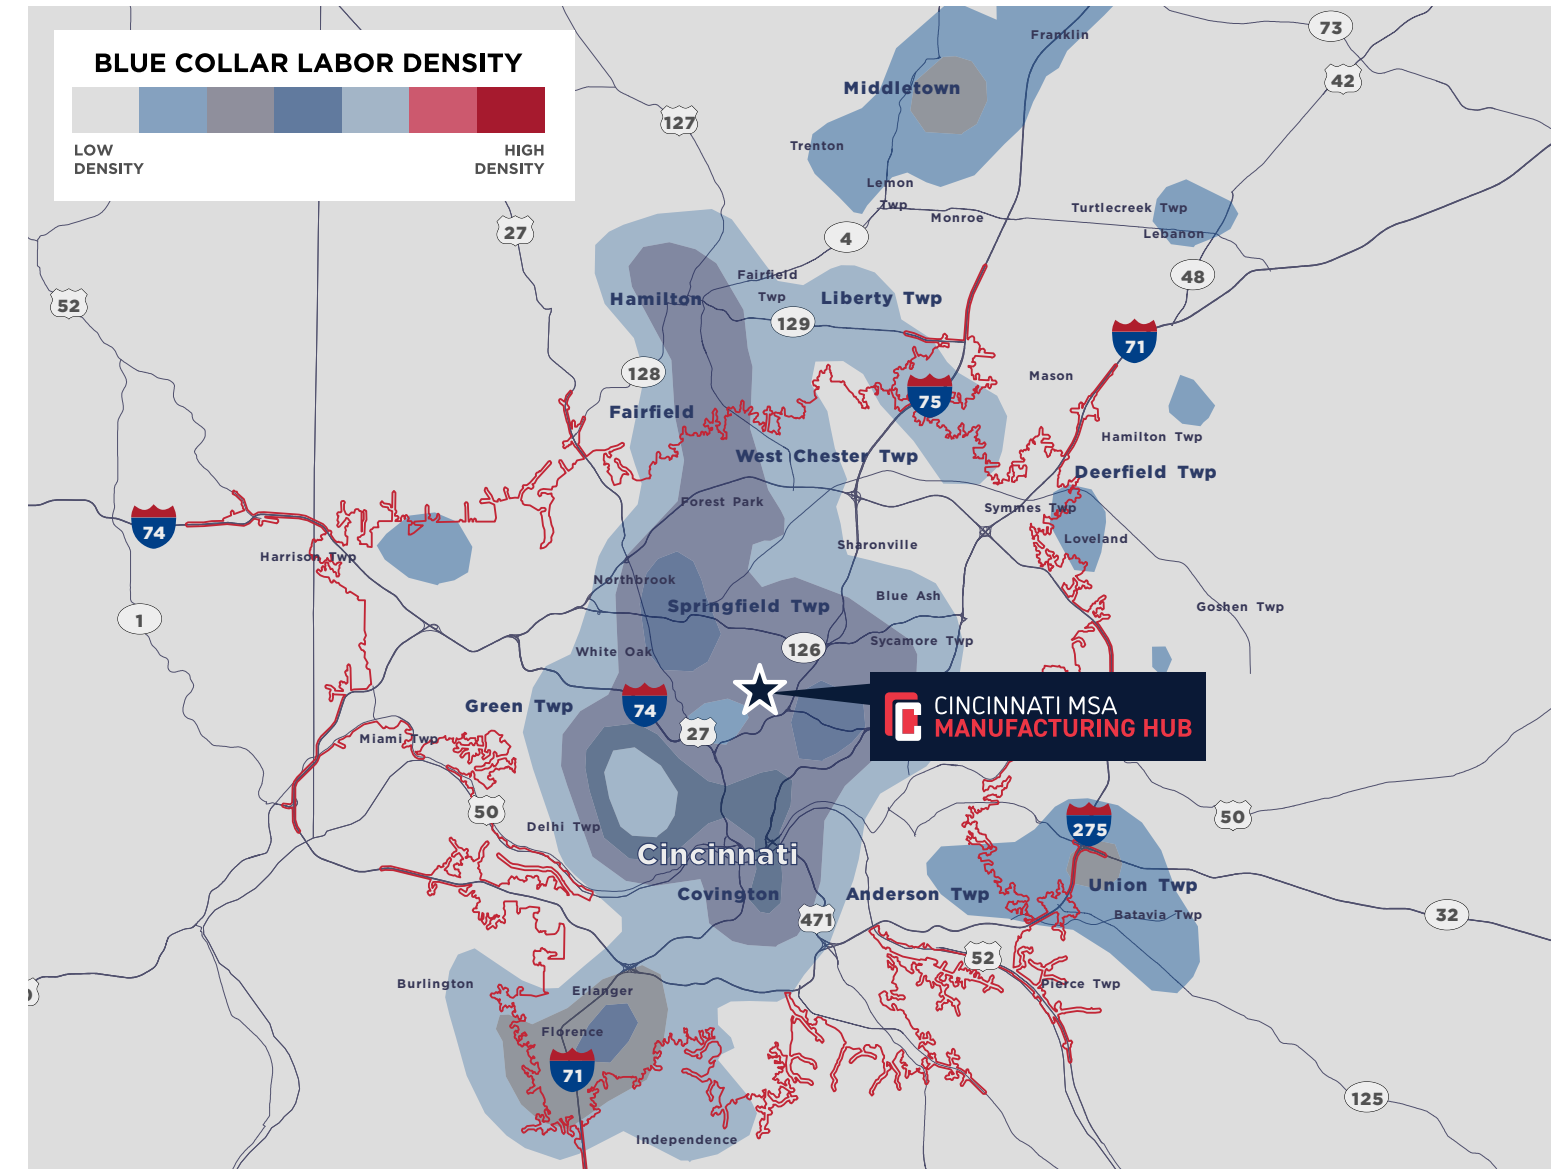 BLUE COLLAR LABOR DENSITY
LOW
DENSITY
HIGH
DENSITY
Franklin
73
42
Middletown
127
Trenton
Lemon
Twp
Monroe
Turtlecreek Twp
Lebanon
27
4
48
52
Fairfield
Twp
Hamilton
Liberty Twp
129
71
128
75
Mason
Fairfield
Hamilton Twp
West Chester Twp
Deerfield Twp
Forest Park
Symmes Twp
74
Harrison Twp
Sharonville
Loveland
Northbrook
Springfield Twp
Blue Ash
Goshen Twp
1
126
Sycamore Twp
White Oak
74
Green Twp
27
CINCINNATI MSA
MANUFACTURING HUB
Miami Twp
50
Delhi Twp
50
275
Cincinnati
Covington
Anderson Twp
Union Twp
Batavia Twp
471
32
52
Burlington
Erlanger
Pierce Twp
Florence
71
125
Independence